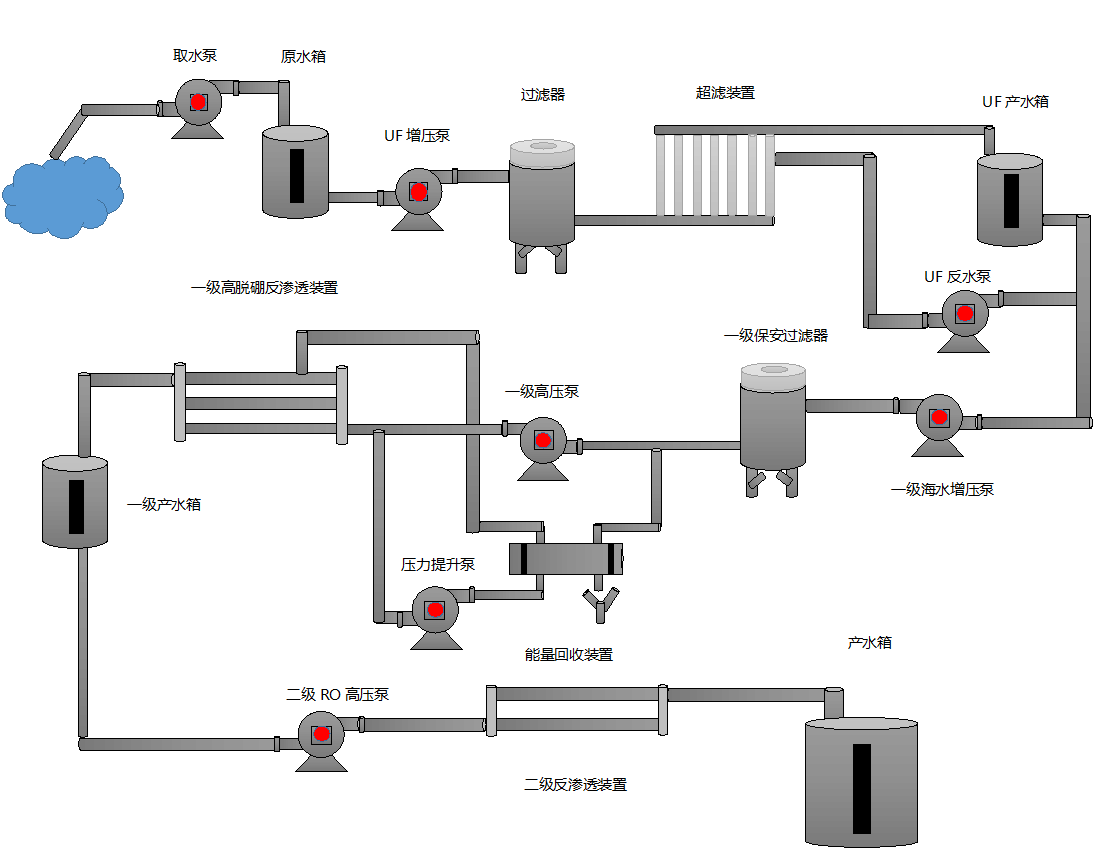 取水泵
原水箱
UF 增压泵
过滤器
超滤装置
UF 产水箱
一级高脱硼反渗透装置
UF 反水泵
一级保安过滤器
一级高压泵
一级海水增压泵
一级产水箱
压力提升泵
能量回收装置
产水箱
二级 RO 高压泵
二级反渗透装置